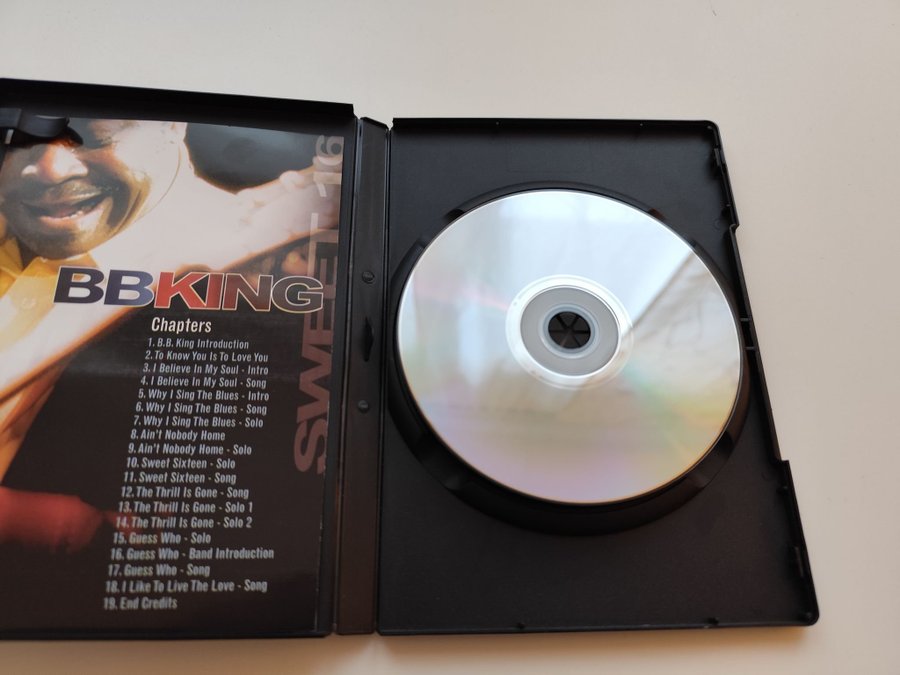 SWEET 16
BBKING
Chapters
1. B.B. King Introduction
2. To Know You Is To Love You
3. I Believe In My Soul - Intro
4. I Believe In My Soul - Song
5. Why I Sing The Blues - Intro
6. Why I Sing The Blues - Song
7. Why I Sing The Blues - Solo
8. Ain't Nobody Home
9. Ain't Nobody Home - Solo
10. Sweet Sixteen - Solo
11. Sweet Sixteen - Song
12. The Thrill Is Gone - Song
13. The Thrill Is Gone - Solo 1
14. The Thrill Is Gone - Solo 2
15. Guess Who - Solo
16. Guess Who - Band Introduction
17. Guess Who - Song
18. I Like To Live The Love - Song
19. End Credits